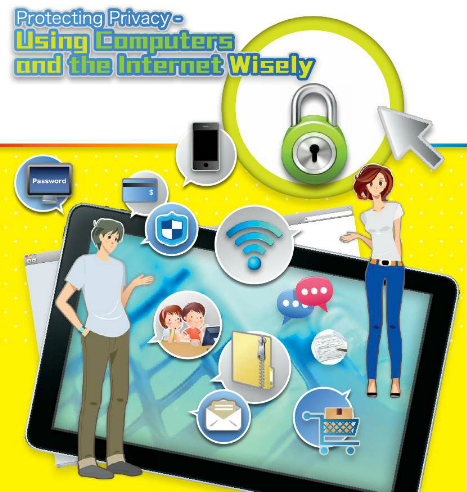 Protecting Privacy -
Using Computers
and the Internet Wisely
Password
$